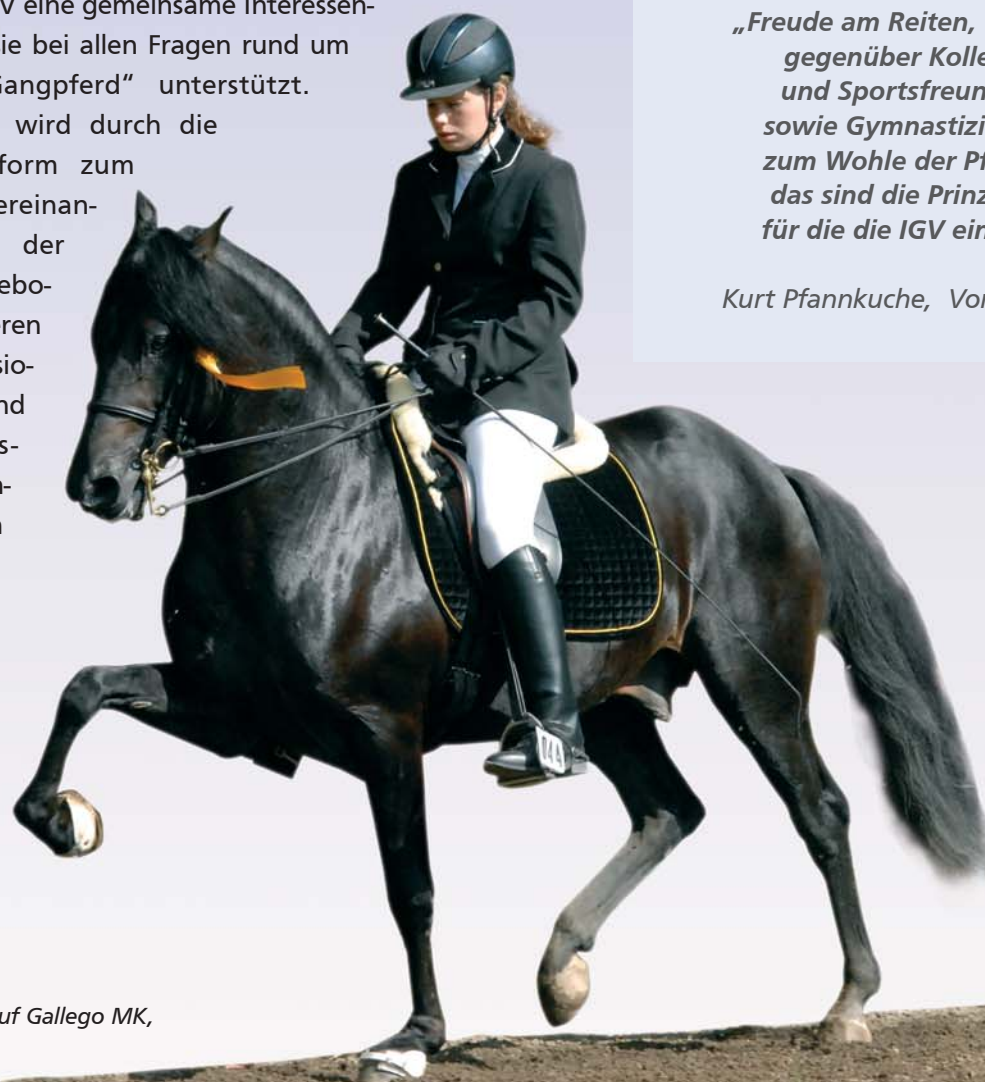 V eine gemeinsame Interessen-
sie bei allen Fragen rund um
Gangpferd“ unterstützt.
wird durch die
form zum
ereinan-
der
ebo-
ren
sio-
nd
s-
n-
n
„Freude am Reiten,
gegenüber Kolle
und Sportsfreun
sowie Gymnastizi
zum Wohle der Pf
das sind die Prinz
für die die IGV ein
Kurt Pfannkuche, Vor
04A
uf Gallego MK,